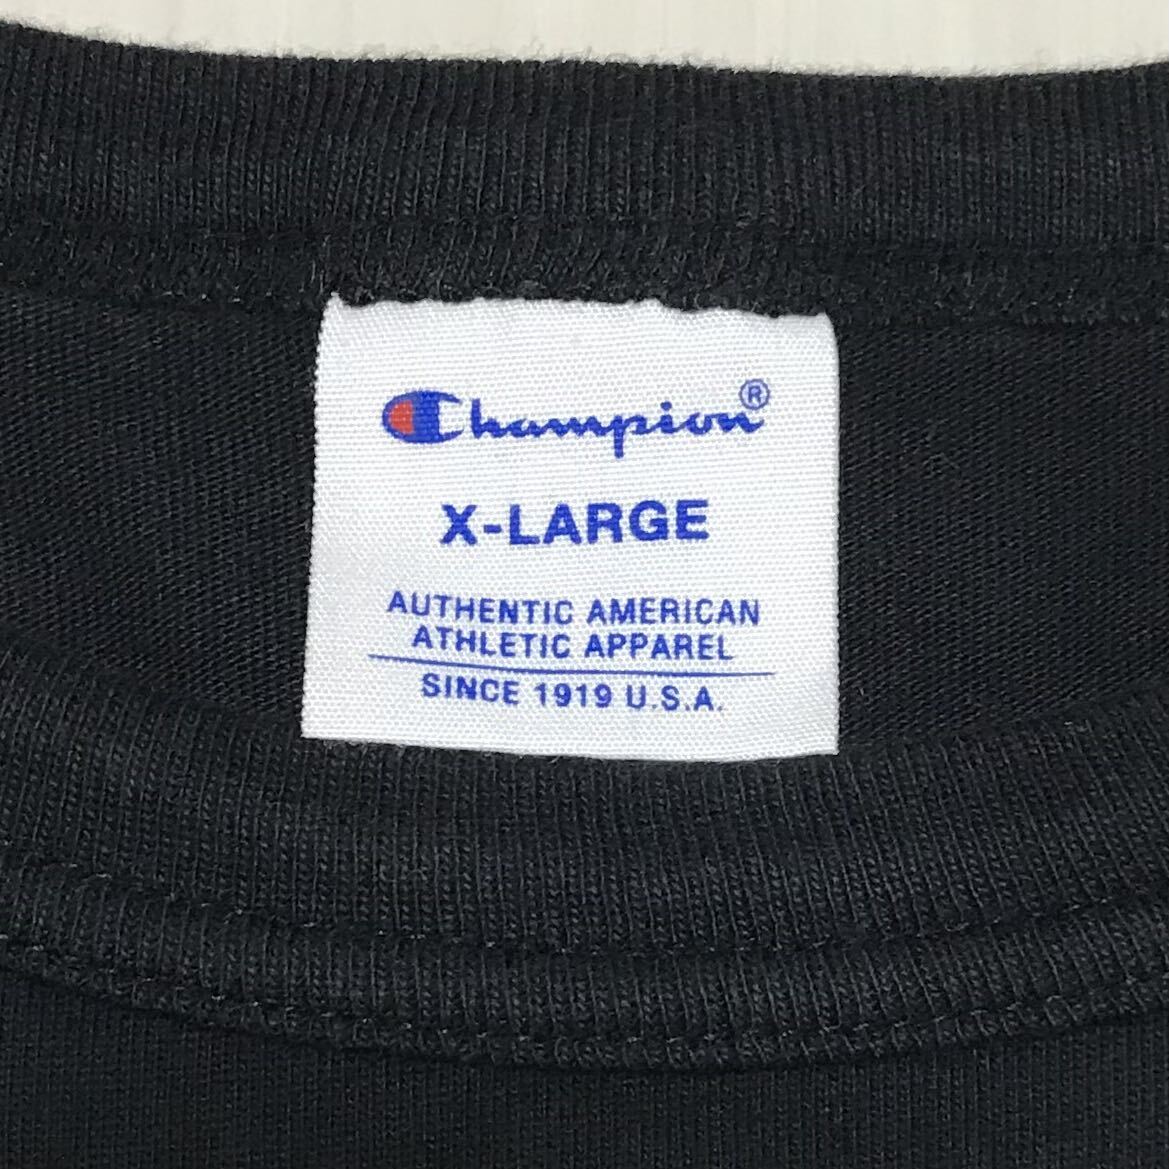 Champion®
X-LARGE
AUTHENTIC AMERICAN
ATHLETIC APPAREL
SINCE 1919 U.S.A.